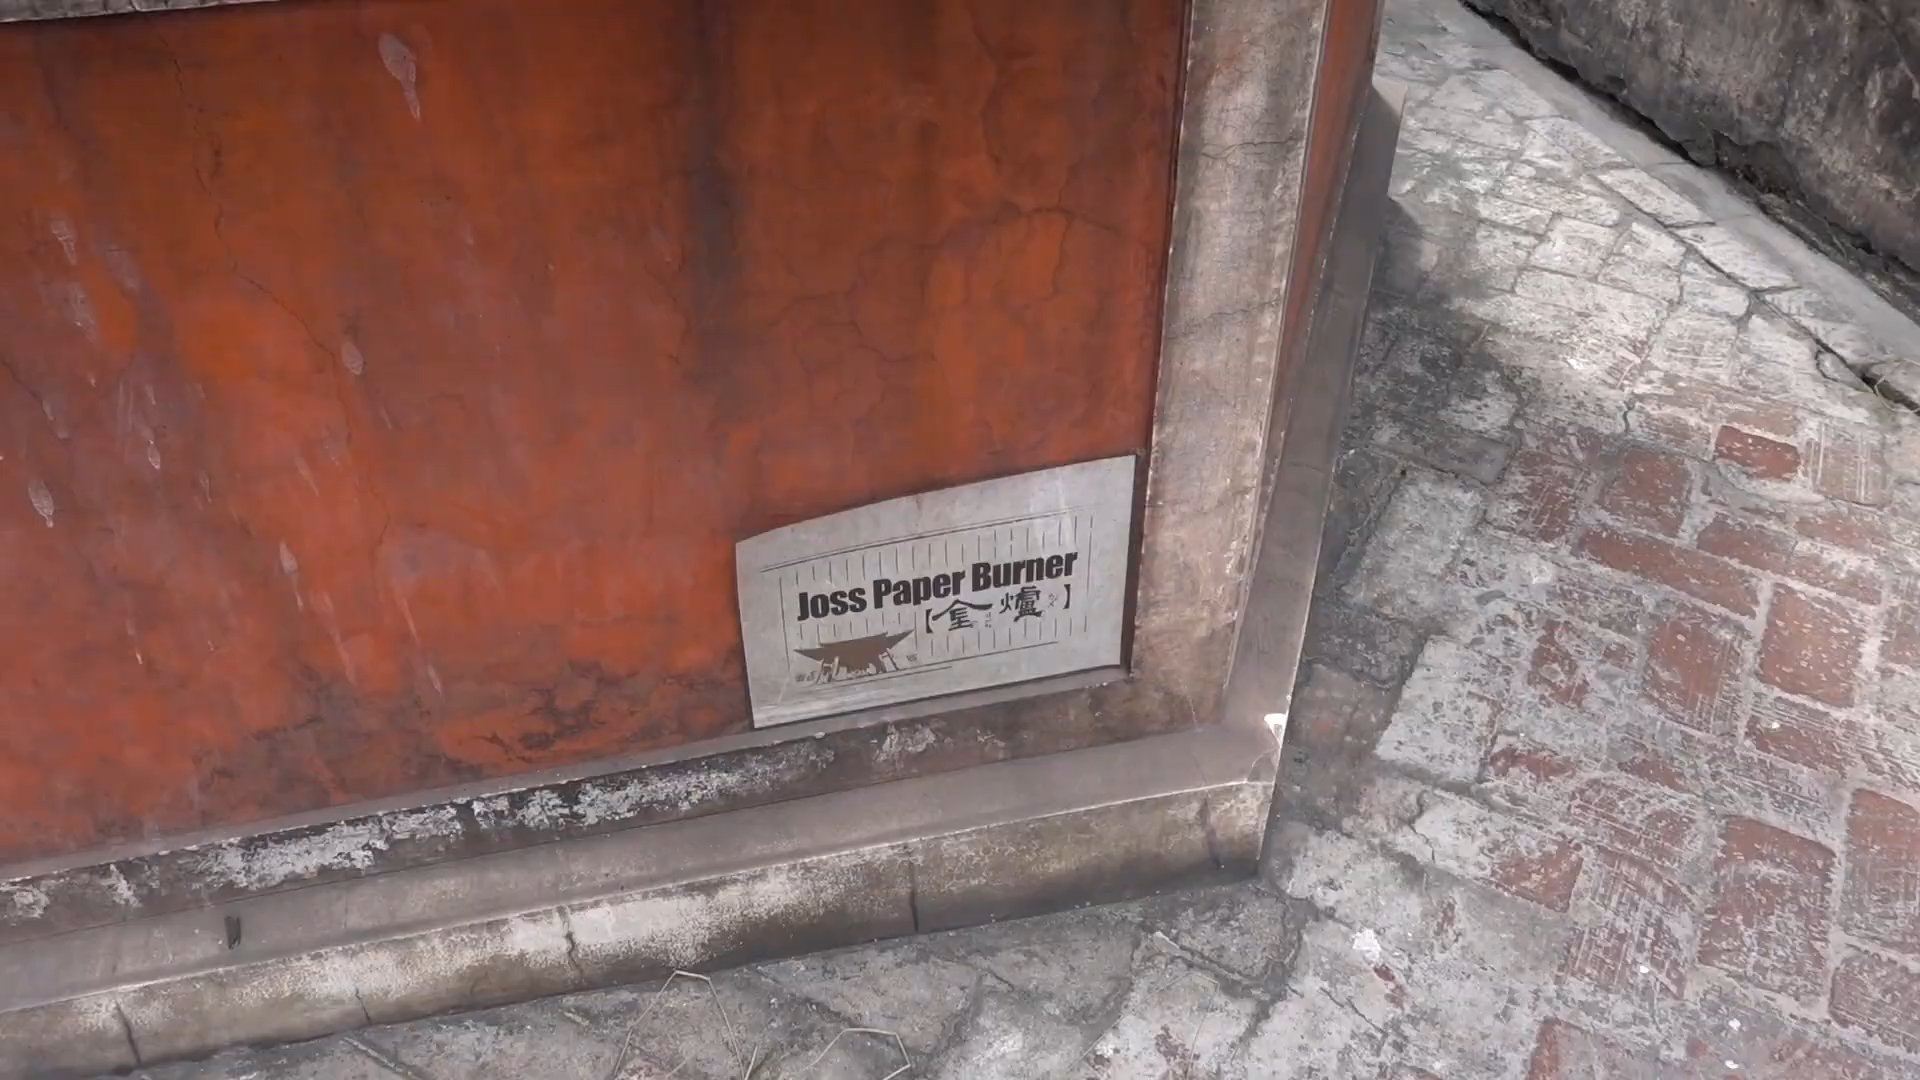 Joss Paper Burner
【金爐】